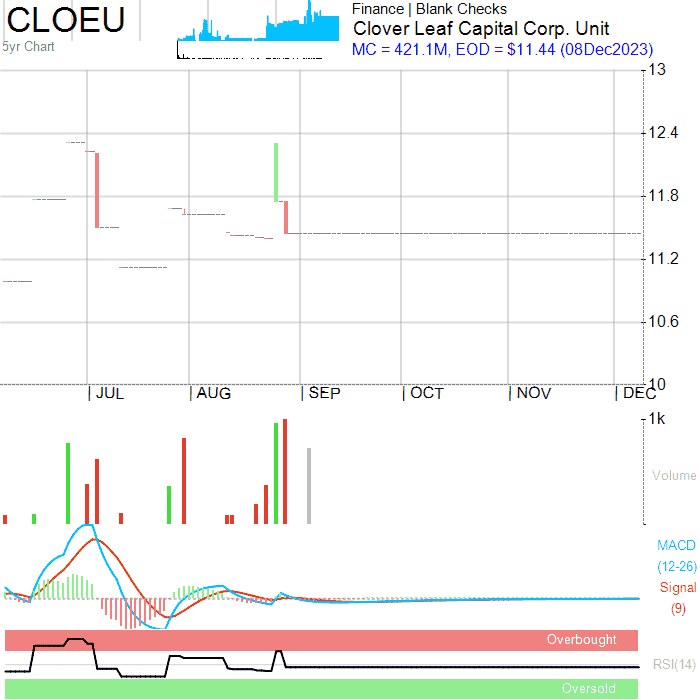 CLOEU
5yr Chart
Finance | Blank Checks
Clover Leaf Capital Corp. Unit
MC = 421.1M, EOD = $11.44 (08Dec2023)
13
12.4
11.8
11.2
10.6
10
JUL AUG SEP OCT NOV DEC
1k
Volume
MACD
(12-26)
Signal
(9)
Overbought
RSI(14)
Oversold